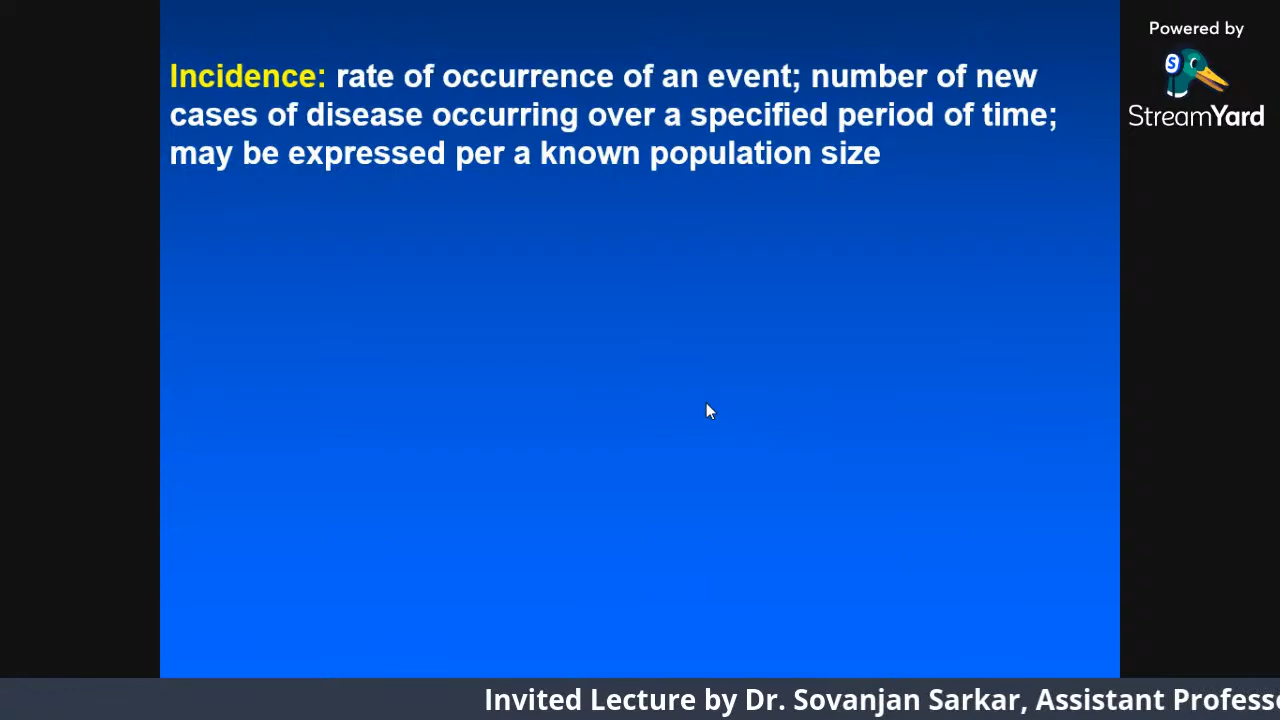 Incidence: rate of occurrence of an event; number of new
cases of disease occurring over a specified period of time;
may be expressed per a known population size
Powered by
S
StreamYard
Invited Lecture by Dr. Sovanjan Sarkar, Assistant Profess